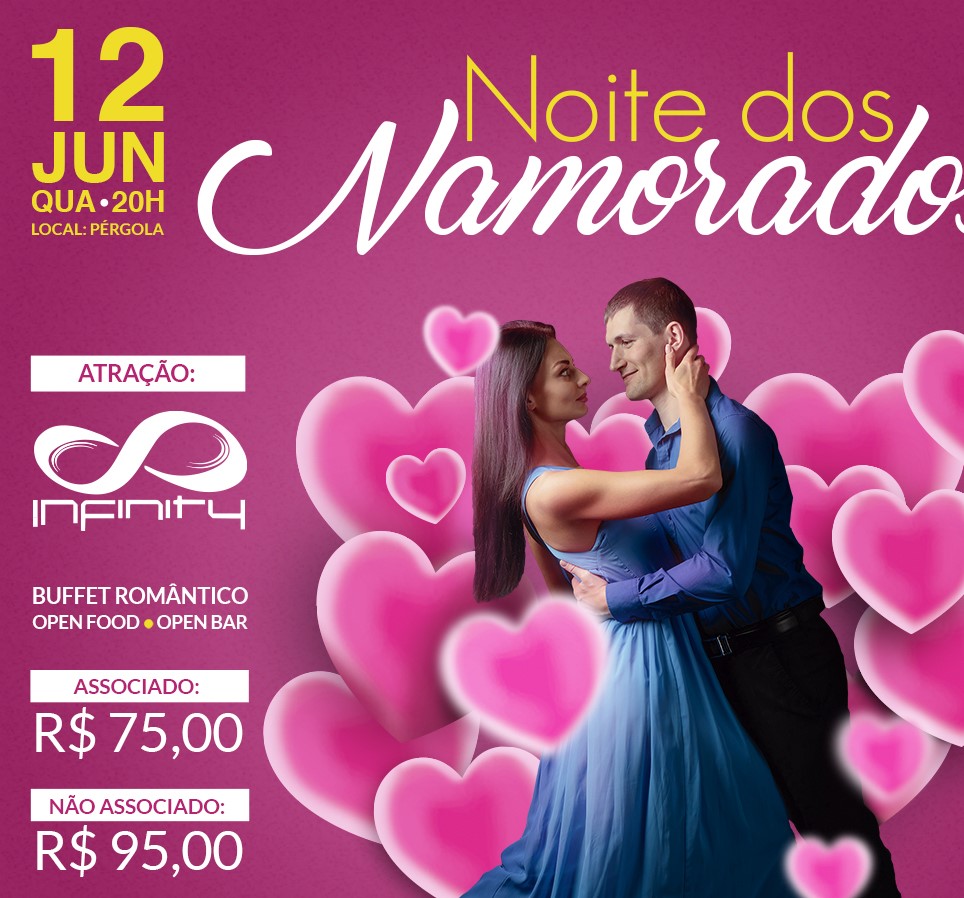 12
JUN
QUA • 20H
LOCAL: PÉRGOLA
Noite dos
Namorados
ATRAÇÃO:
INFINITY
BUFFET ROMÂNTICO
OPEN FOOD • OPEN BAR
ASSOCIADO:
R$ 75,00
NÃO ASSOCIADO:
R$ 95,00